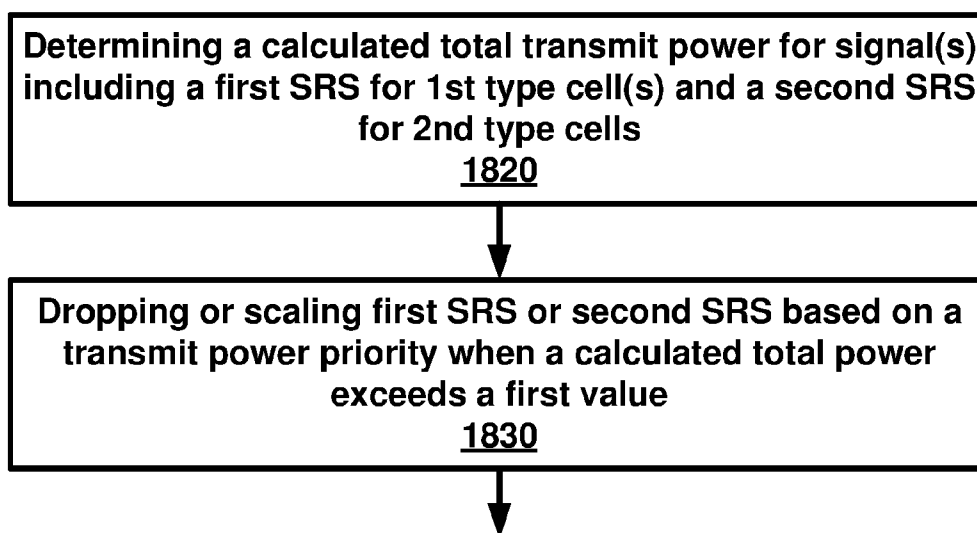 Determining a calculated total transmit power for signal(s)
including a first SRS for 1st type cell(s) and a second SRS
for 2nd type cells
1820
Dropping or scaling first SRS or second SRS based on a
transmit power priority when a calculated total power
exceeds a first value
1830